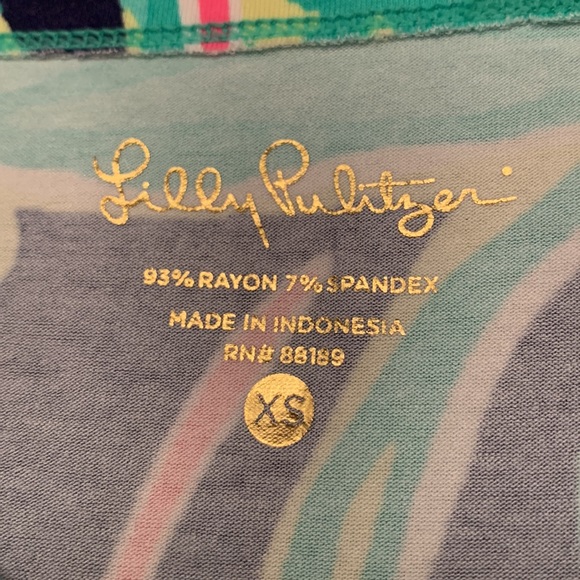 Lilly Pulitzer
93% RAYON 7% SPANDEX
MADE IN INDONESIA
RN# 88189
XS